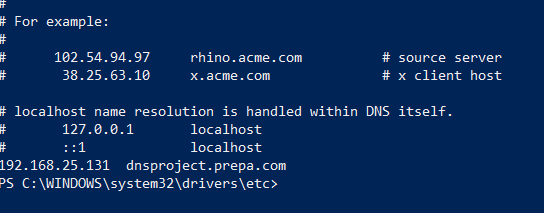 #
# For example:
#
#      102.54.94.97     rhino.acme.com          # source server
#       38.25.63.10     x.acme.com              # x client host

# localhost name resolution is handled within DNS itself.
#       127.0.0.1       localhost
#       ::1             localhost
192.168.25.131  dnsproject.prepa.com
PS C:\WINDOWS\system32\drivers\etc>